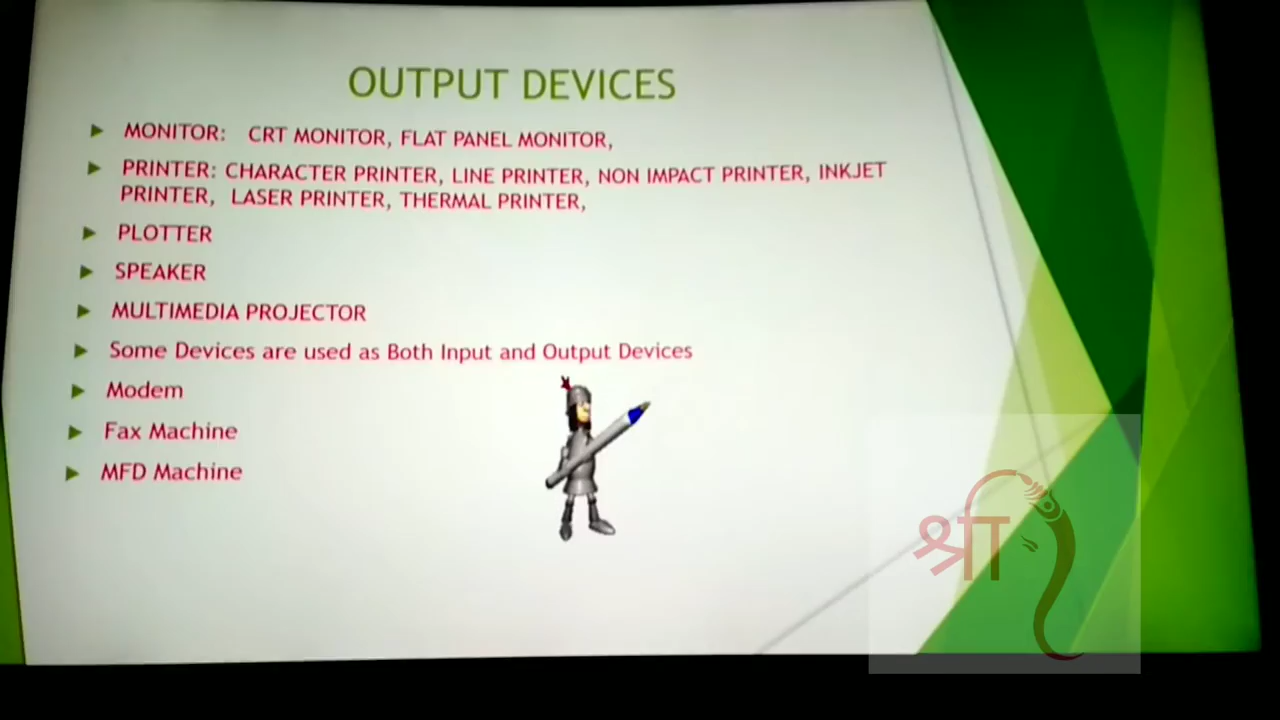 OUTPUT DEVICES
MONITOR: CRT MONITOR, FLAT PANEL MONITOR,
PRINTER: CHARACTER PRINTER, LINE PRINTER, NON IMPACT PRINTER, INKJET
PRINTER, LASER PRINTER, THERMAL PRINTER,
PLOTTER
SPEAKER
MULTIMEDIA PROJECTOR
Some Devices are used as Both Input and Output Devices
Modem
Fax Machine
MFD Machine
श्री